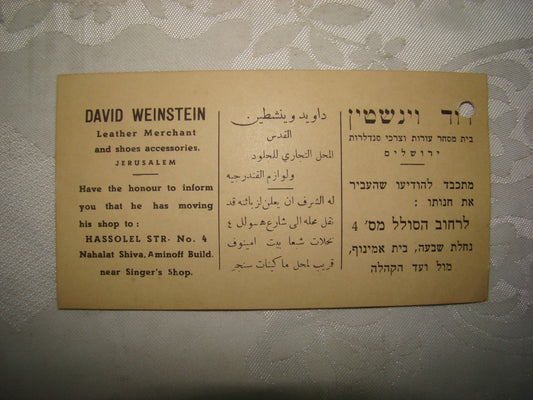 DAVID WEINSTEIN
Leather Merchant
and shoes accessories.
JERUSALEM
Have the honour to inform
you that he has moving
his shop to :
HASSOLEL STR. No. 4
Nahalat Shiva, Aminoff Build.
near Singer's Shop.
داويد وينشطين
القدس
المحل التجاري للجلود
ولوازم القندرجيه
له الشرف ان يعلن لزبائنه قد
نقل محله الى شارع هسولل ٤
نحلات شعا بيت امينوف
قريب لمحل ماكينات سنجر
דוד וינשטין
בית מסחר עורות וצרכי סנדלרות
ירושלים
מתכבד להודיעו שהעביר
את חנותו :
לרחוב הסולל מס' 4
נחלת שבעה, בית אמינוף,
מול ועד הקהלה